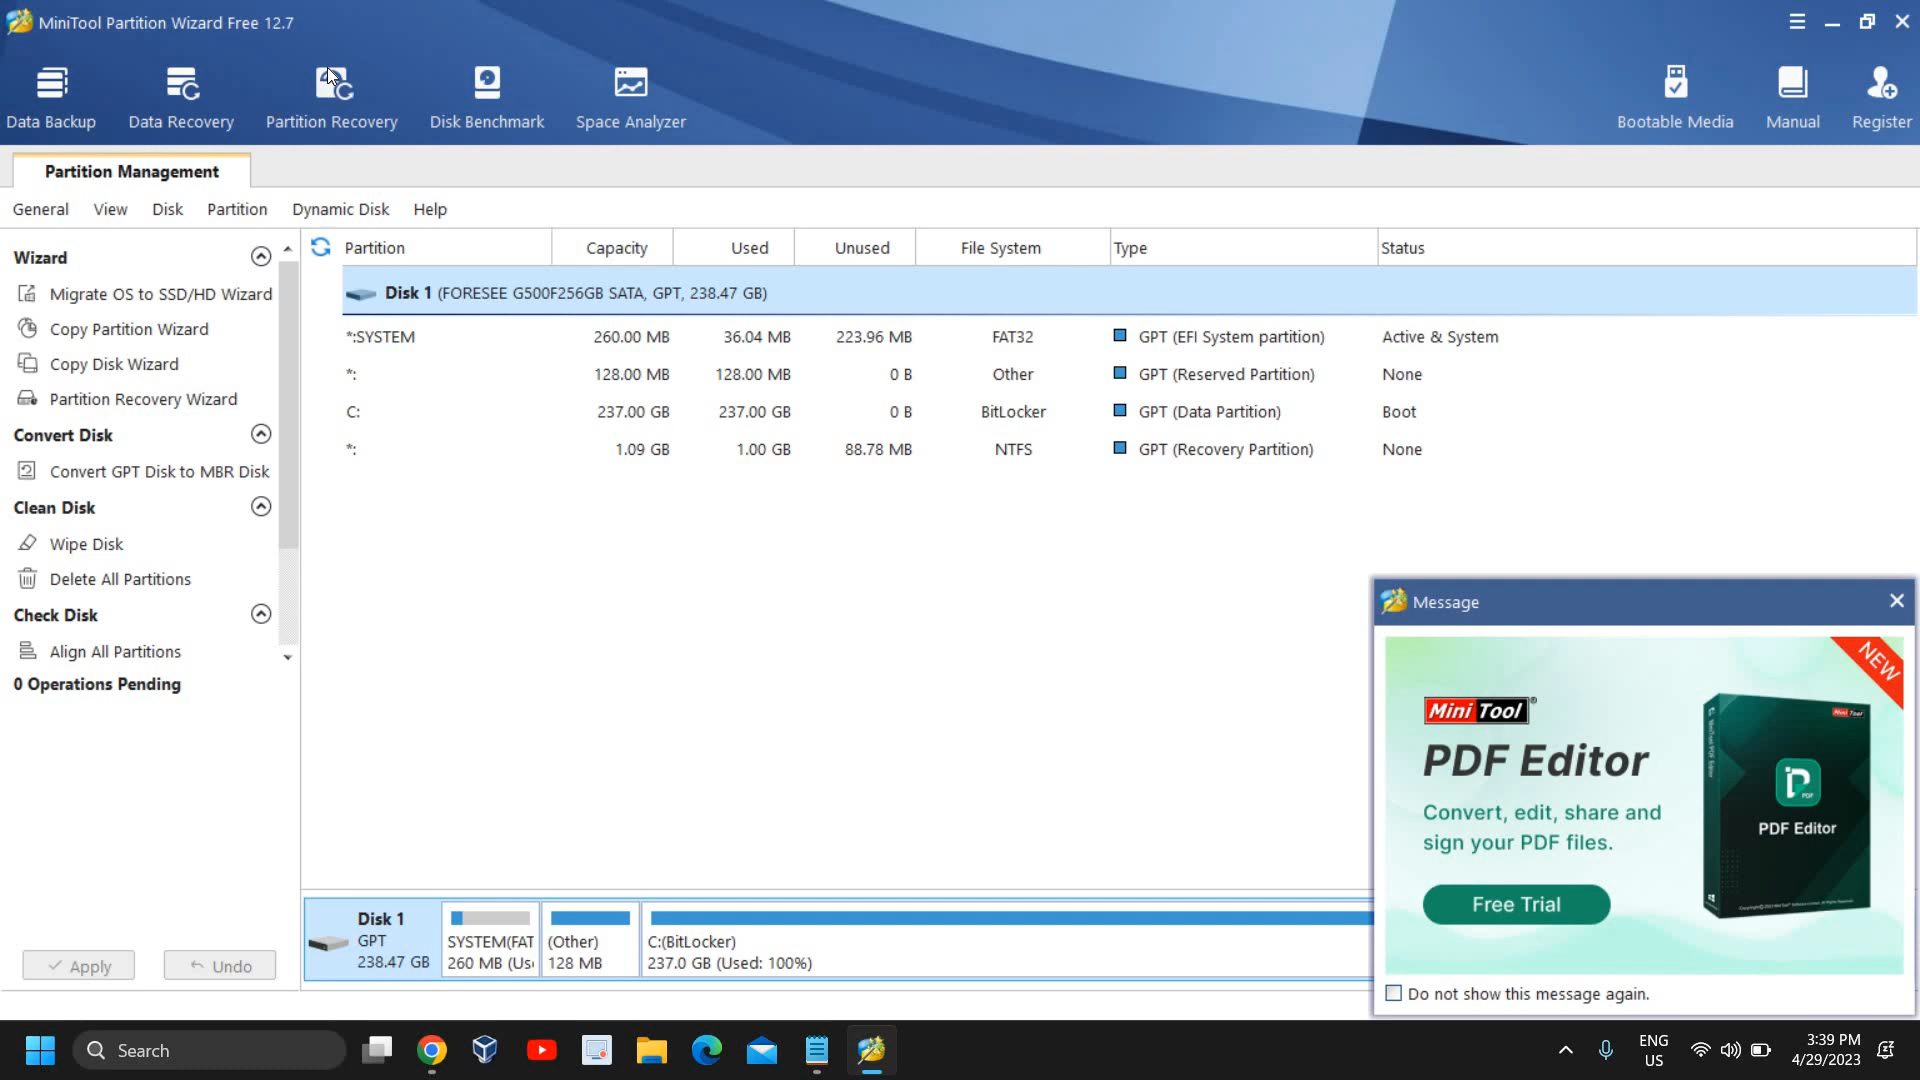 MiniTool Partition Wizard Free 12.7
Data Backup
Data Recovery
Partition Recovery
Disk Benchmark
Space Analyzer
Bootable Media
Manual
Register
Partition Management
General View Disk Partition Dynamic Disk Help
Wizard
Migrate OS to SSD/HD Wizard
Copy Partition Wizard
Copy Disk Wizard
Partition Recovery Wizard
Convert Disk
Convert GPT Disk to MBR Disk
Clean Disk
Wipe Disk
Delete All Partitions
Check Disk
Align All Partitions
0 Operations Pending
Apply
Undo
Partition Capacity Used Unused File System Type Status
Disk 1 (FORESEE G500F256GB SATA, GPT, 238.47 GB)
*:SYSTEM 260.00 MB 36.04 MB 223.96 MB FAT32 GPT (EFI System partition) Active & System
*: 128.00 MB 128.00 MB 0 B Other GPT (Reserved Partition) None
C: 237.00 GB 237.00 GB 0 B BitLocker GPT (Data Partition) Boot
*: 1.09 GB 1.00 GB 88.78 MB NTFS GPT (Recovery Partition) None
Disk 1
GPT
238.47 GB
SYSTEM(FAT
260 MB (Us
(Other)
128 MB
C:(BitLocker)
237.0 GB (Used: 100%)
Message
NEW
Mini Tool®
PDF Editor
Convert, edit, share and
sign your PDF files.
Free Trial
Mini Tool
PDF
PDF Editor
Do not show this message again.
Search
ENG
US
3:39 PM
4/29/2023